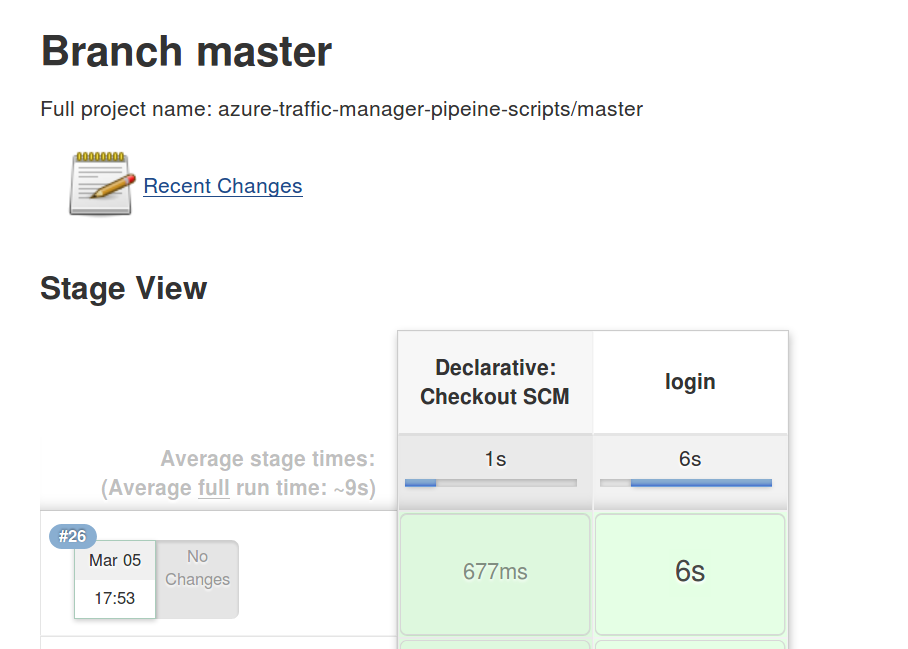 Branch master
Full project name: azure-traffic-manager-pipeine-scripts/master
Recent Changes
Stage View
Declarative:
Checkout SCM
login
Average stage times:
(Average full run time: ~9s)
1s
6s
#26
Mar 05
17:53
No
Changes
677ms
6s